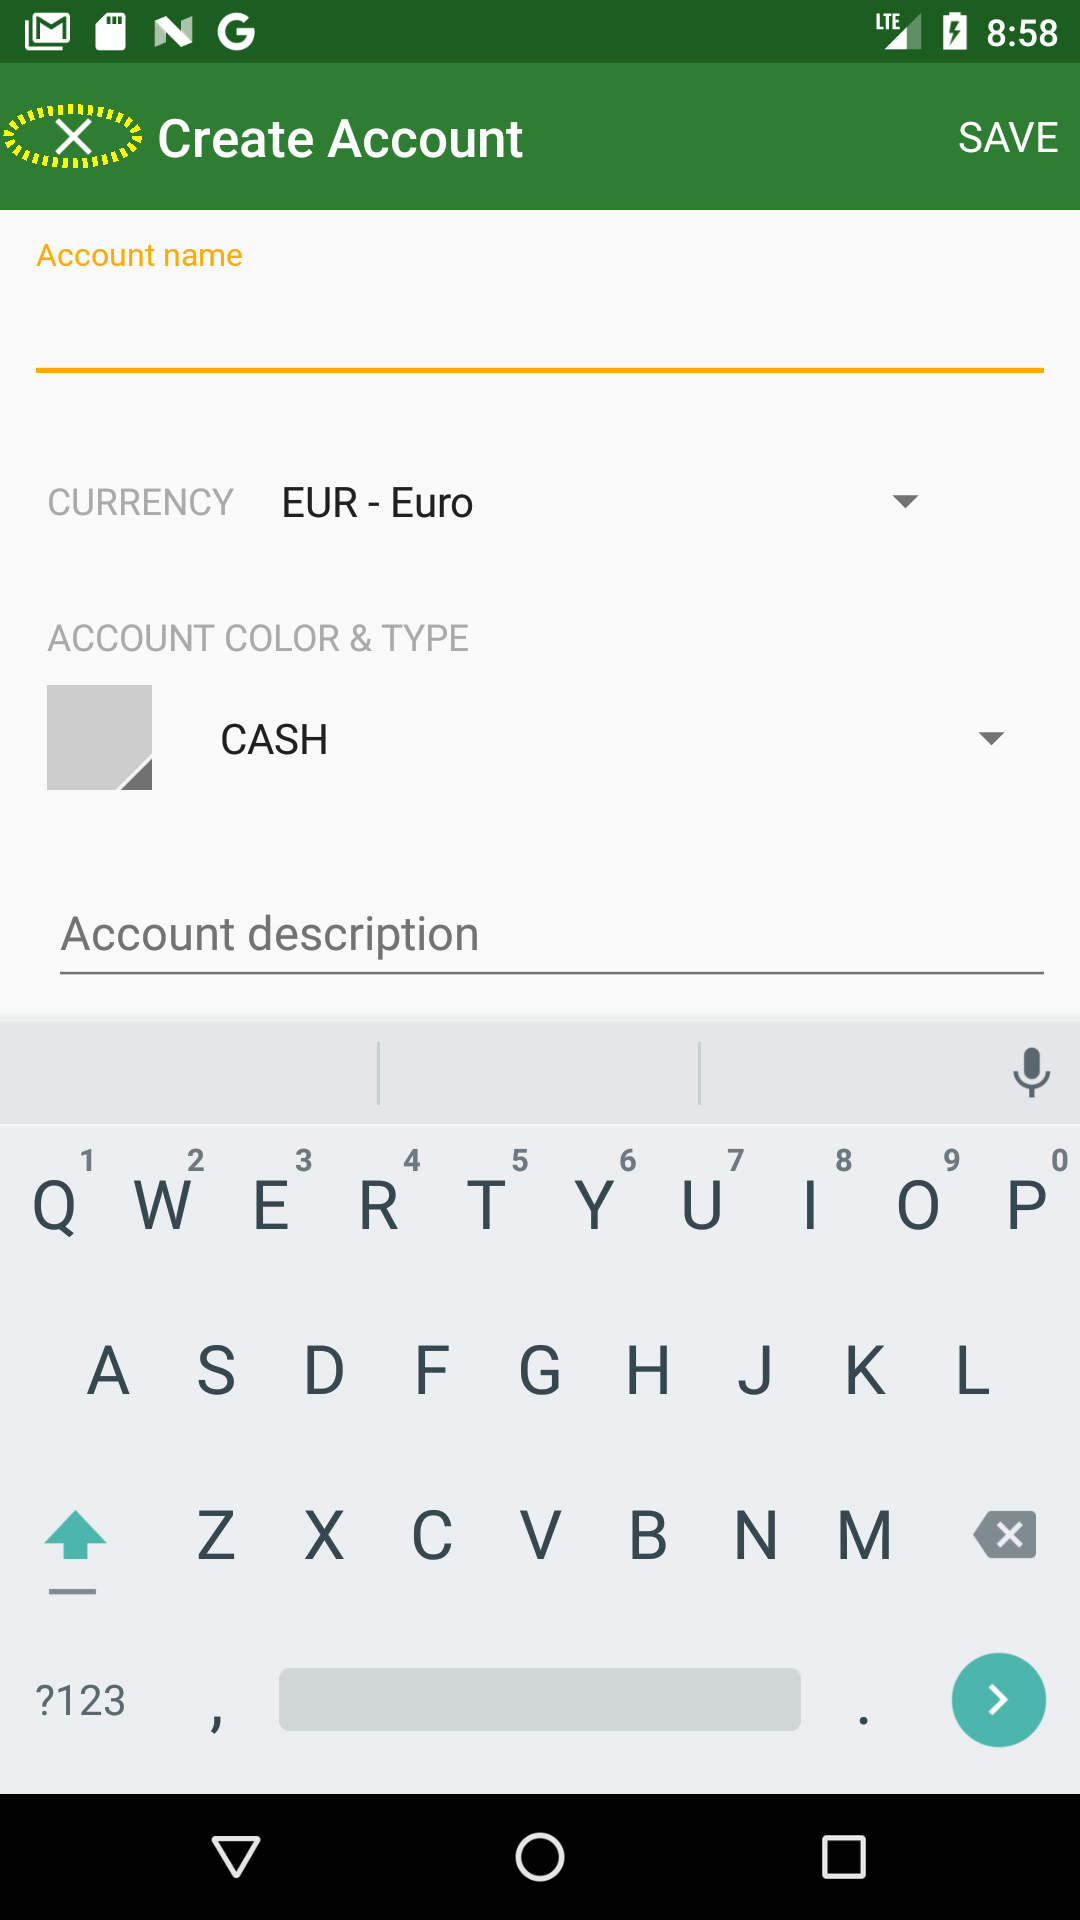 LTE 8:58
Create Account SAVE
Account name
CURRENCY EUR - Euro
ACCOUNT COLOR & TYPE
CASH
Account description
1 2 3 4 5 6 7 8 9 0
Q W E R T Y U I O P
A S D F G H J K L
Z X C V B N M
?123 , .